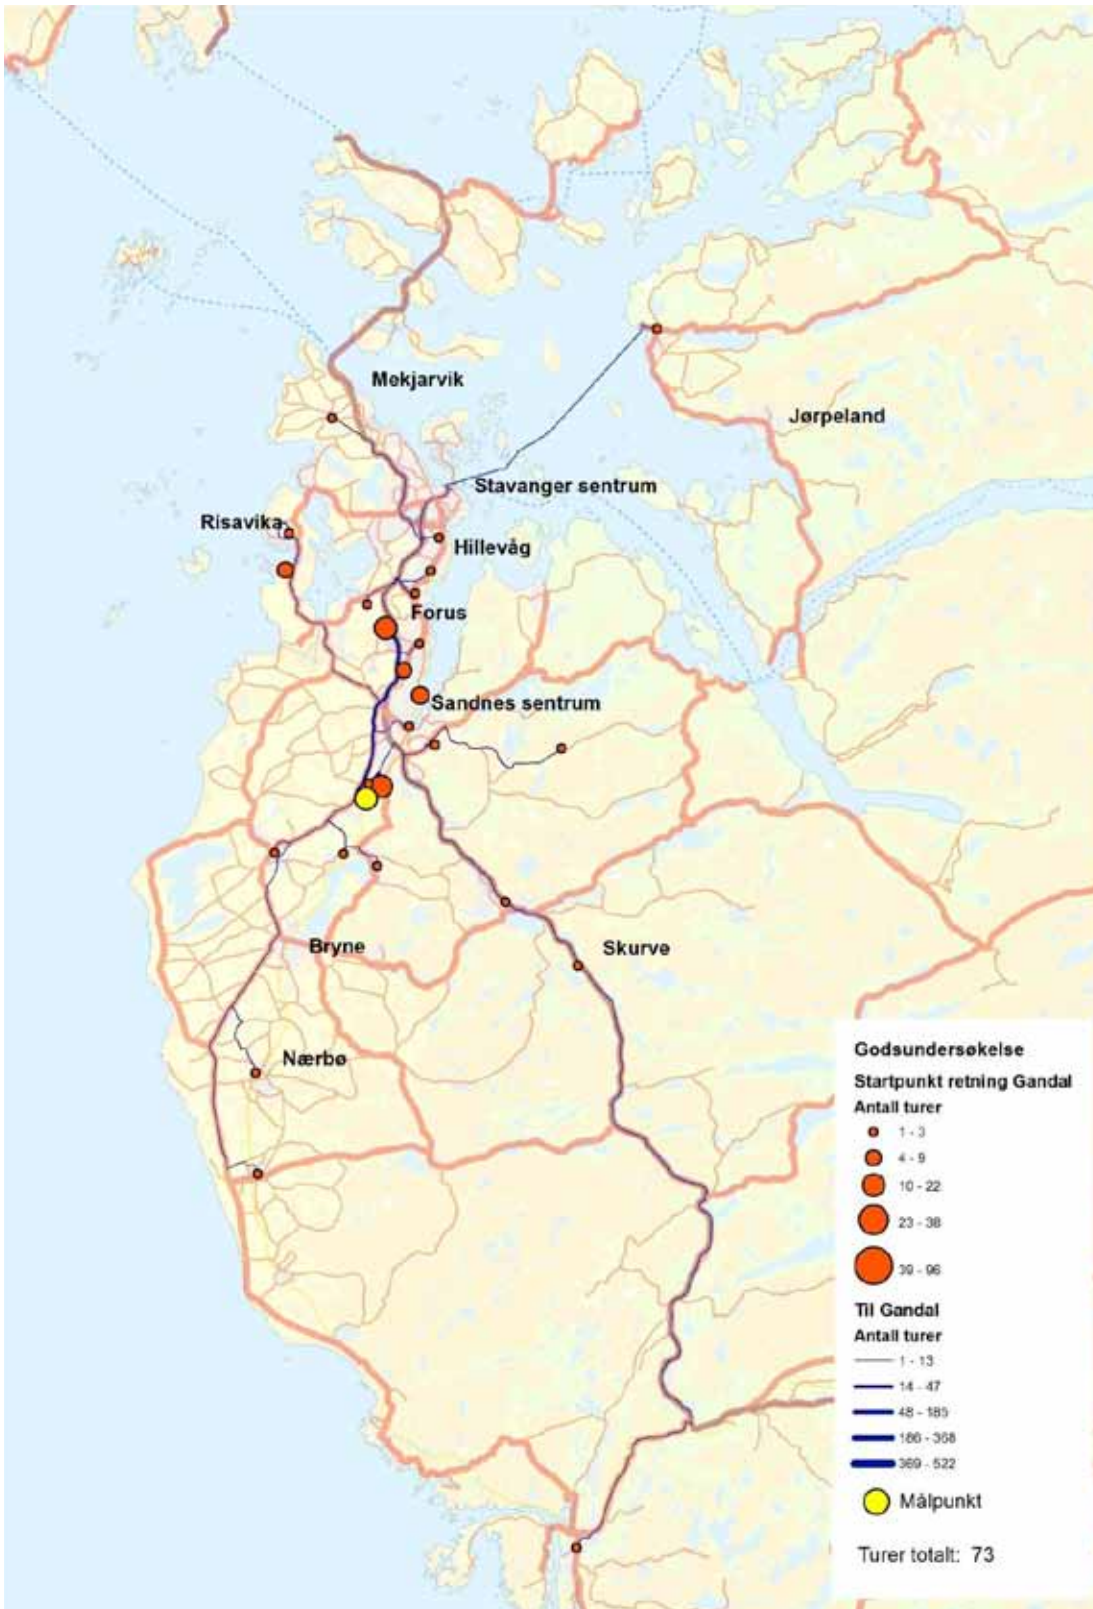 Mekjarvik
Jørpeland
Stavanger sentrum
Risavika
Hillevåg
Forus
Sandnes sentrum
Bryne
Skurve
Nærbø
Godsundersøkelse
Startpunkt retning Gandal
Antall turer
1 - 3
4 - 9
10 - 22
23 - 38
39 - 96
Til Gandal
Antall turer
1 - 13
14 - 47
48 - 185
186 - 368
369 - 522
Målpunkt
Turer totalt: 73